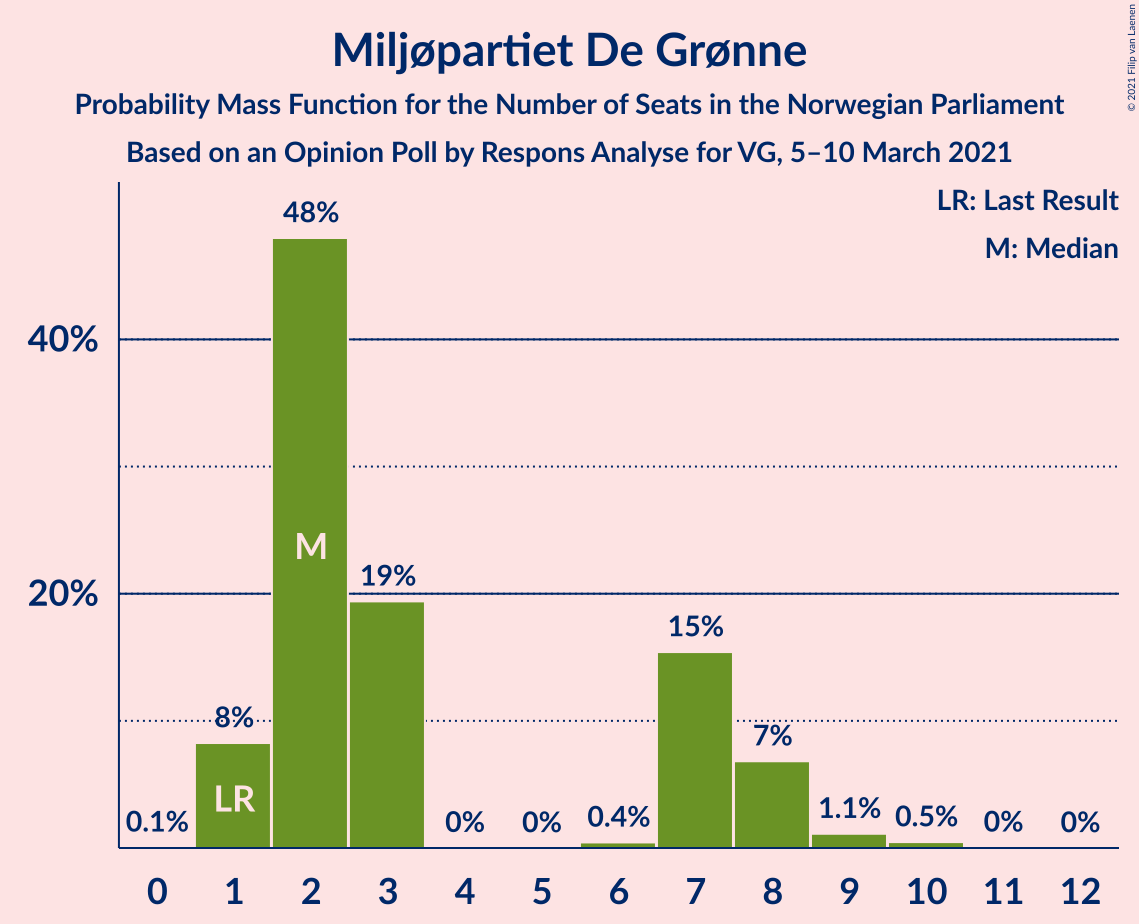 Miljøpartiet De Grønne
Probability Mass Function for the Number of Seats in the Norwegian Parliament
Based on an Opinion Poll by Respons Analyse for VG, 5–10 March 2021
© 2021 Filip van Laenen
LR: Last Result
M: Median
48%
40%
M
19%
20%
15%
8%
7%
LR
0.1%
0%
0%
0.4%
1.1%
0.5%
0%
0%
0 1 2 3 4 5 6 7 8 9 10 11 12